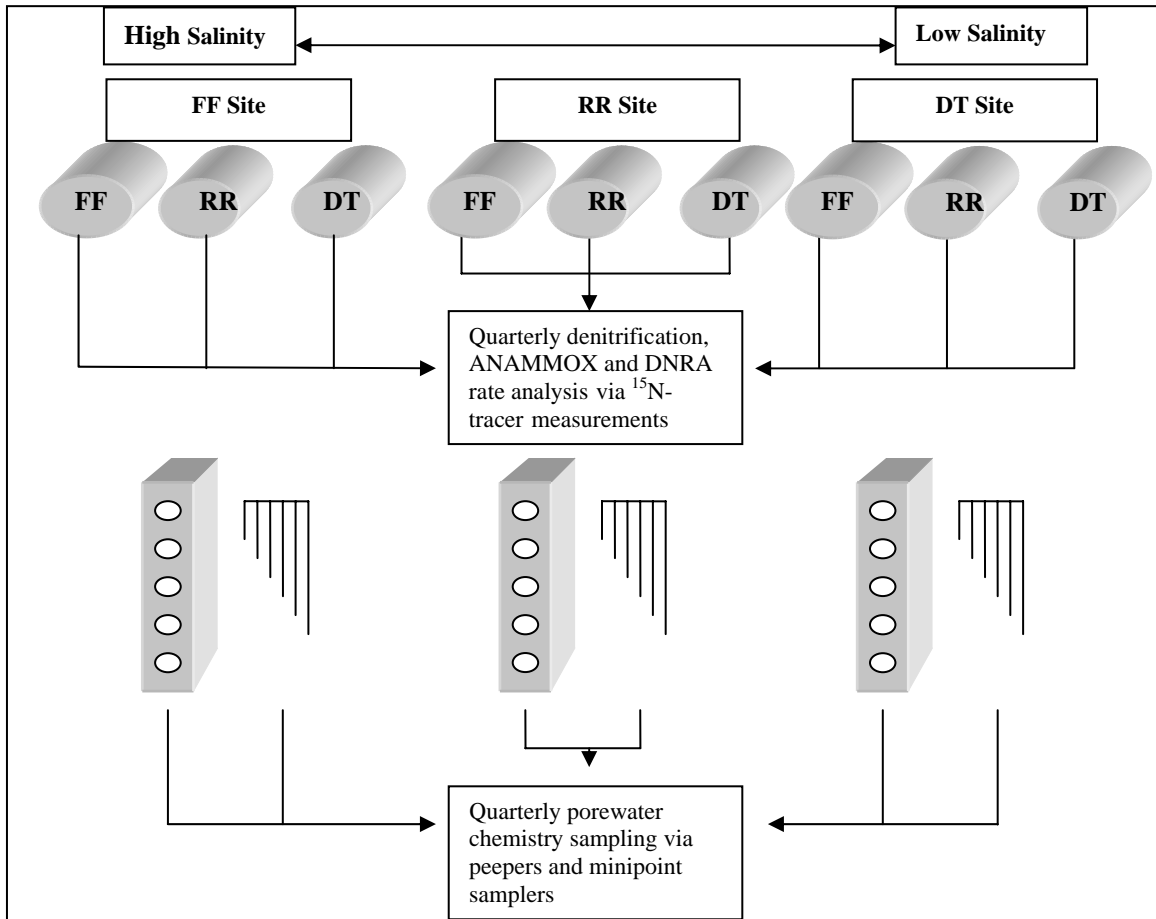 High Salinity
Low Salinity
FF Site
RR Site
DT Site
FF
RR
DT
FF
RR
DT
FF
RR
DT
Quarterly denitrification,
ANAMMOX and DNRA
rate analysis via ¹⁵N-
tracer measurements
Quarterly porewater
chemistry sampling via
peepers and minipoint
samplers